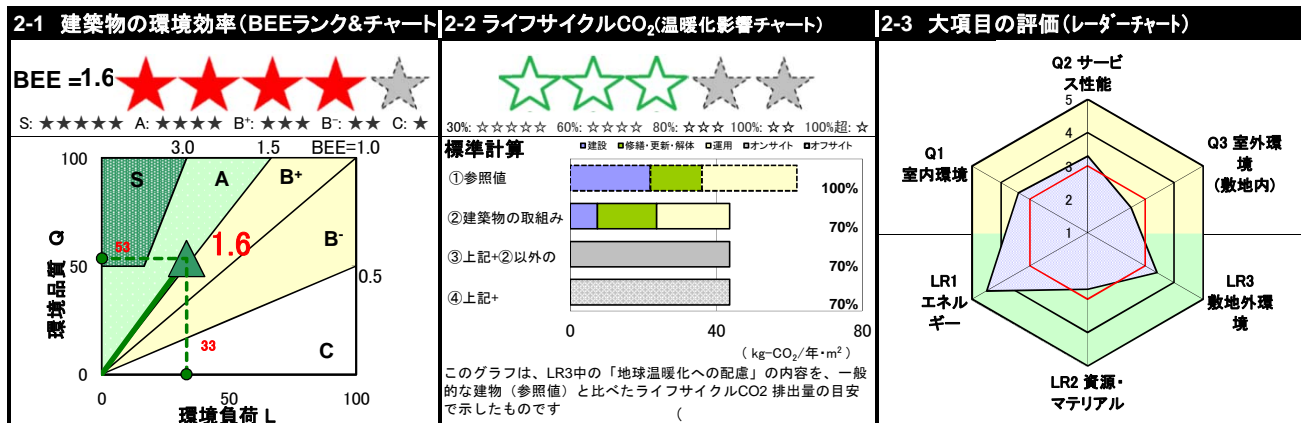 2-1 建築物の環境効率(BEEランク&チャート
BEE =1.6
S: ★★★★★ A: ★★★★ B⁺: ★★★ B⁻: ★★ C: ★
3.0 1.5 BEE=1.0
100
S A B⁺
B⁻
53
1.6
50
0.5
環境品質 Q
33
C
0
0 50 100
環境負荷 L
2-2 ライフサイクルCO₂(温暖化影響チャート)
30%: ☆☆☆☆☆ 60%: ☆☆☆☆ 80%: ☆☆☆ 100%: ☆☆ 100%超: ☆
標準計算
■建設 ■修繕・更新・解体 □運用 ■オンサイト ■オフサイト
①参照値 100%
②建築物の取組み 70%
③上記+②以外の 70%
④上記+ 70%
0 40 80
( kg-CO₂/年・m² )
このグラフは、LR3中の「地球温暖化への配慮」の内容を、一般
的な建物(参照値)と比べたライフサイクルCO2 排出量の目安
で示したものです (
2-3 大項目の評価(レーダーチャート)
Q2 サービ
ス性能
5
4
3
2
1
Q1
室内環境
Q3 室外環
境
(敷地内)
LR1
エネル
ギー
LR3
敷地外環
境
LR2 資源・
マテリアル